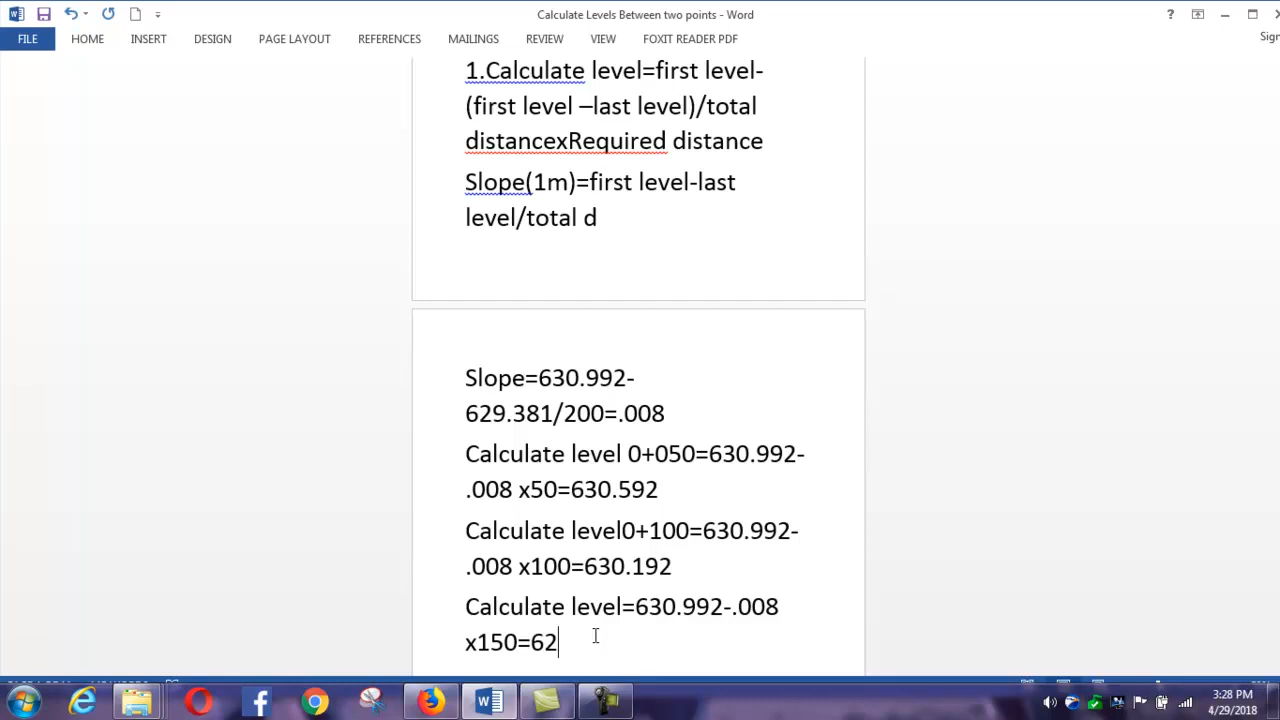 Calculate Levels Between two points - Word
?
Sign
FILE HOME INSERT DESIGN PAGE LAYOUT REFERENCES MAILINGS REVIEW VIEW FOXIT READER PDF
1.Calculate level=first level-
(first level –last level)/total
distancexRequired distance
Slope(1m)=first level-last
level/total d
Slope=630.992-
629.381/200=.008
Calculate level 0+050=630.992-
.008 x50=630.592
Calculate level0+100=630.992-
.008 x100=630.192
Calculate level=630.992-.008
x150=62
3:28 PM
4/29/2018